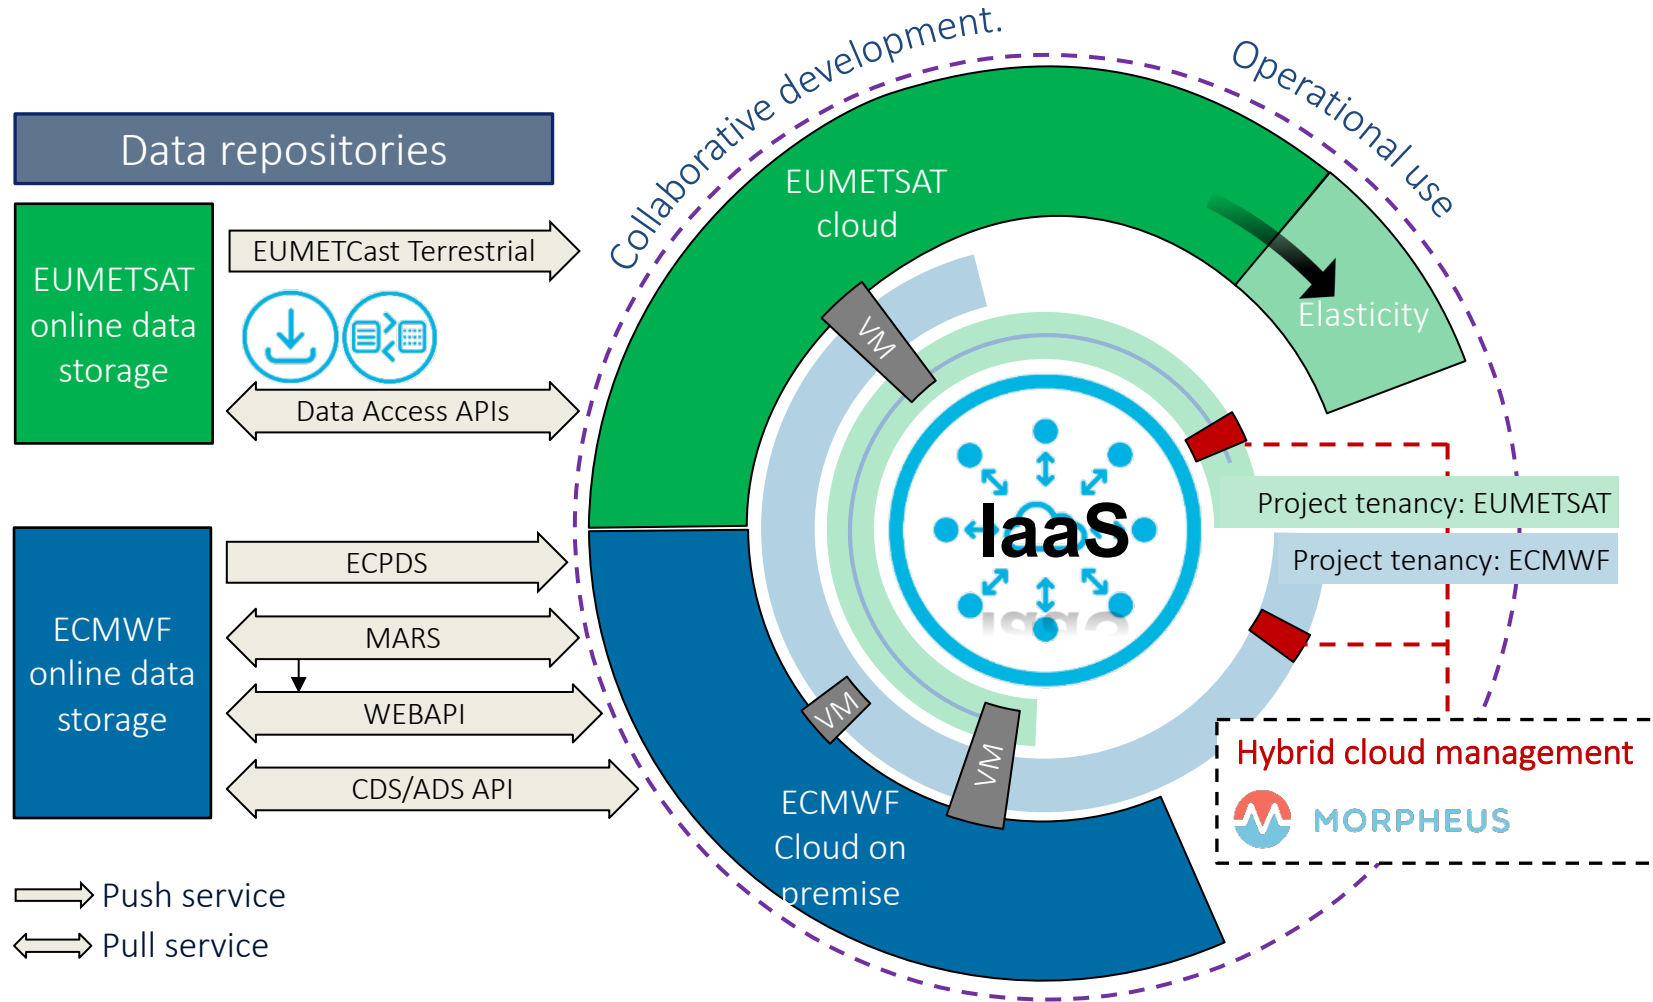 Collaborative development.
Operational use
Data repositories
EUMETSAT
online data
storage
EUMETCast Terrestrial
Data Access APIs
ECMWF
online data
storage
ECPDS
MARS
WEBAPI
CDS/ADS API
Push service
Pull service
EUMETSAT
cloud
Elasticity
VM
IaaS
Project tenancy: EUMETSAT
Project tenancy: ECMWF
VM
VM
ECMWF
Cloud on
premise
Hybrid cloud management
MORPHEUS